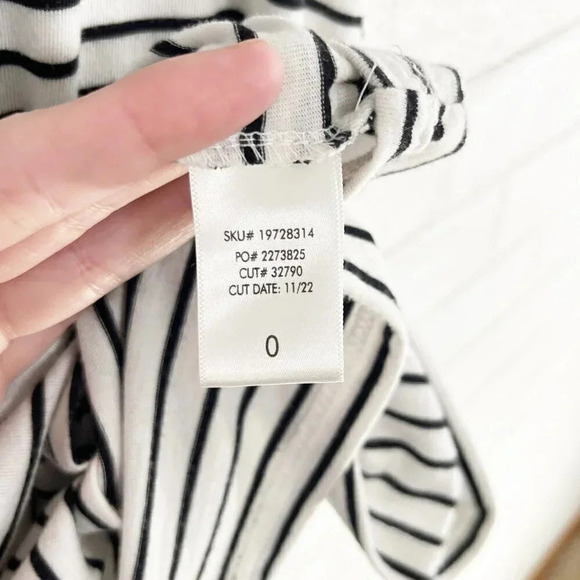 SKU# 19728314
PO# 2273825
CUT# 32790
CUT DATE: 11/22
0